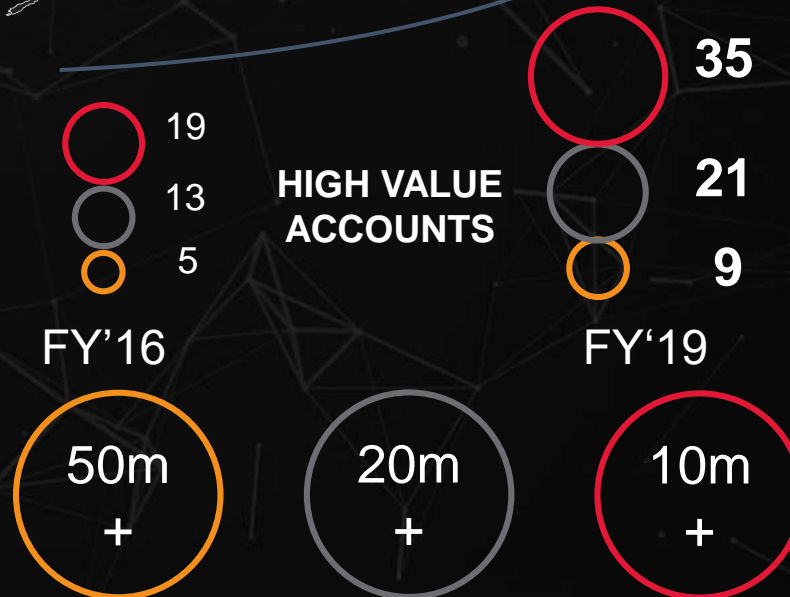 35
19
13
21
HIGH VALUE
ACCOUNTS
5
9
FY’16
FY‘19
50m
+
20m
+
10m
+